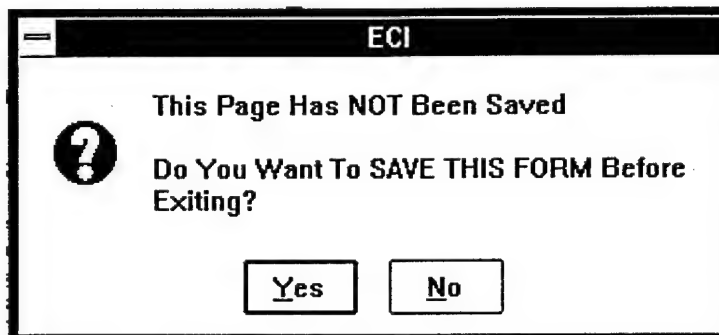 ECI
This Page Has NOT Been Saved
Do You Want To SAVE THIS FORM Before
Exiting?
Yes
No